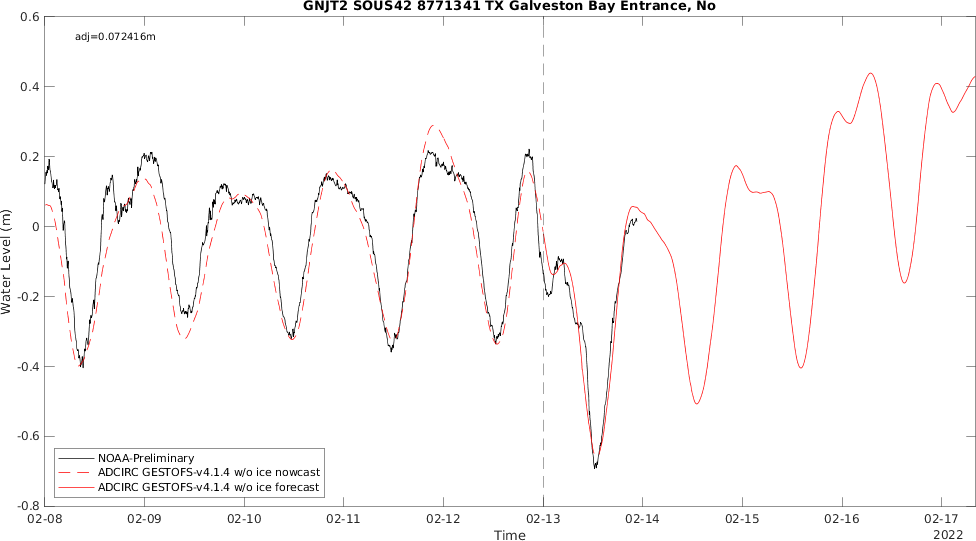 GNJT2 SOUS42 8771341 TX Galveston Bay Entrance, No
adj=0.072416m
0.6
0.4
0.2
0
-0.2
-0.4
-0.6
-0.8
Water Level (m)
NOAA-Preliminary
ADCIRC GESTOFS-v4.1.4 w/o ice nowcast
ADCIRC GESTOFS-v4.1.4 w/o ice forecast
02-08 02-09 02-10 02-11 02-12 02-13 02-14 02-15 02-16 02-17
Time
2022